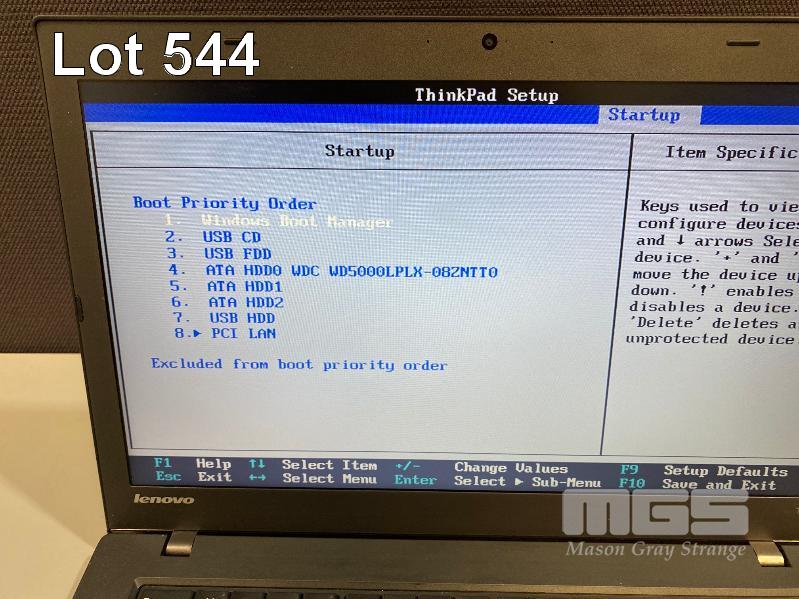 Lot 544
ThinkPad Setup
Startup
Startup
Item Specific
Boot Priority Order
1. Windows Boot Manager
2. USB CD
3. USB FDD
4. ATA HDD0 WDC WD5000LPLX-08ZNTT0
5. ATA HDD1
6. ATA HDD2
7. USB HDD
8.▸ PCI LAN
Excluded from boot priority order
Keys used to vie
configure devices
and ↓ arrows Sele
device. '+' and '
move the device up
down. '!' enables
disables a device.
'Delete' deletes a
unprotected device
F1 Help ↑↓ Select Item +/- Change Values F9 Setup Defaults
Esc Exit ←→ Select Menu Enter Select ▸ Sub-Menu F10 Save and Exit
lenovo
MGS
Mason Gray Strange